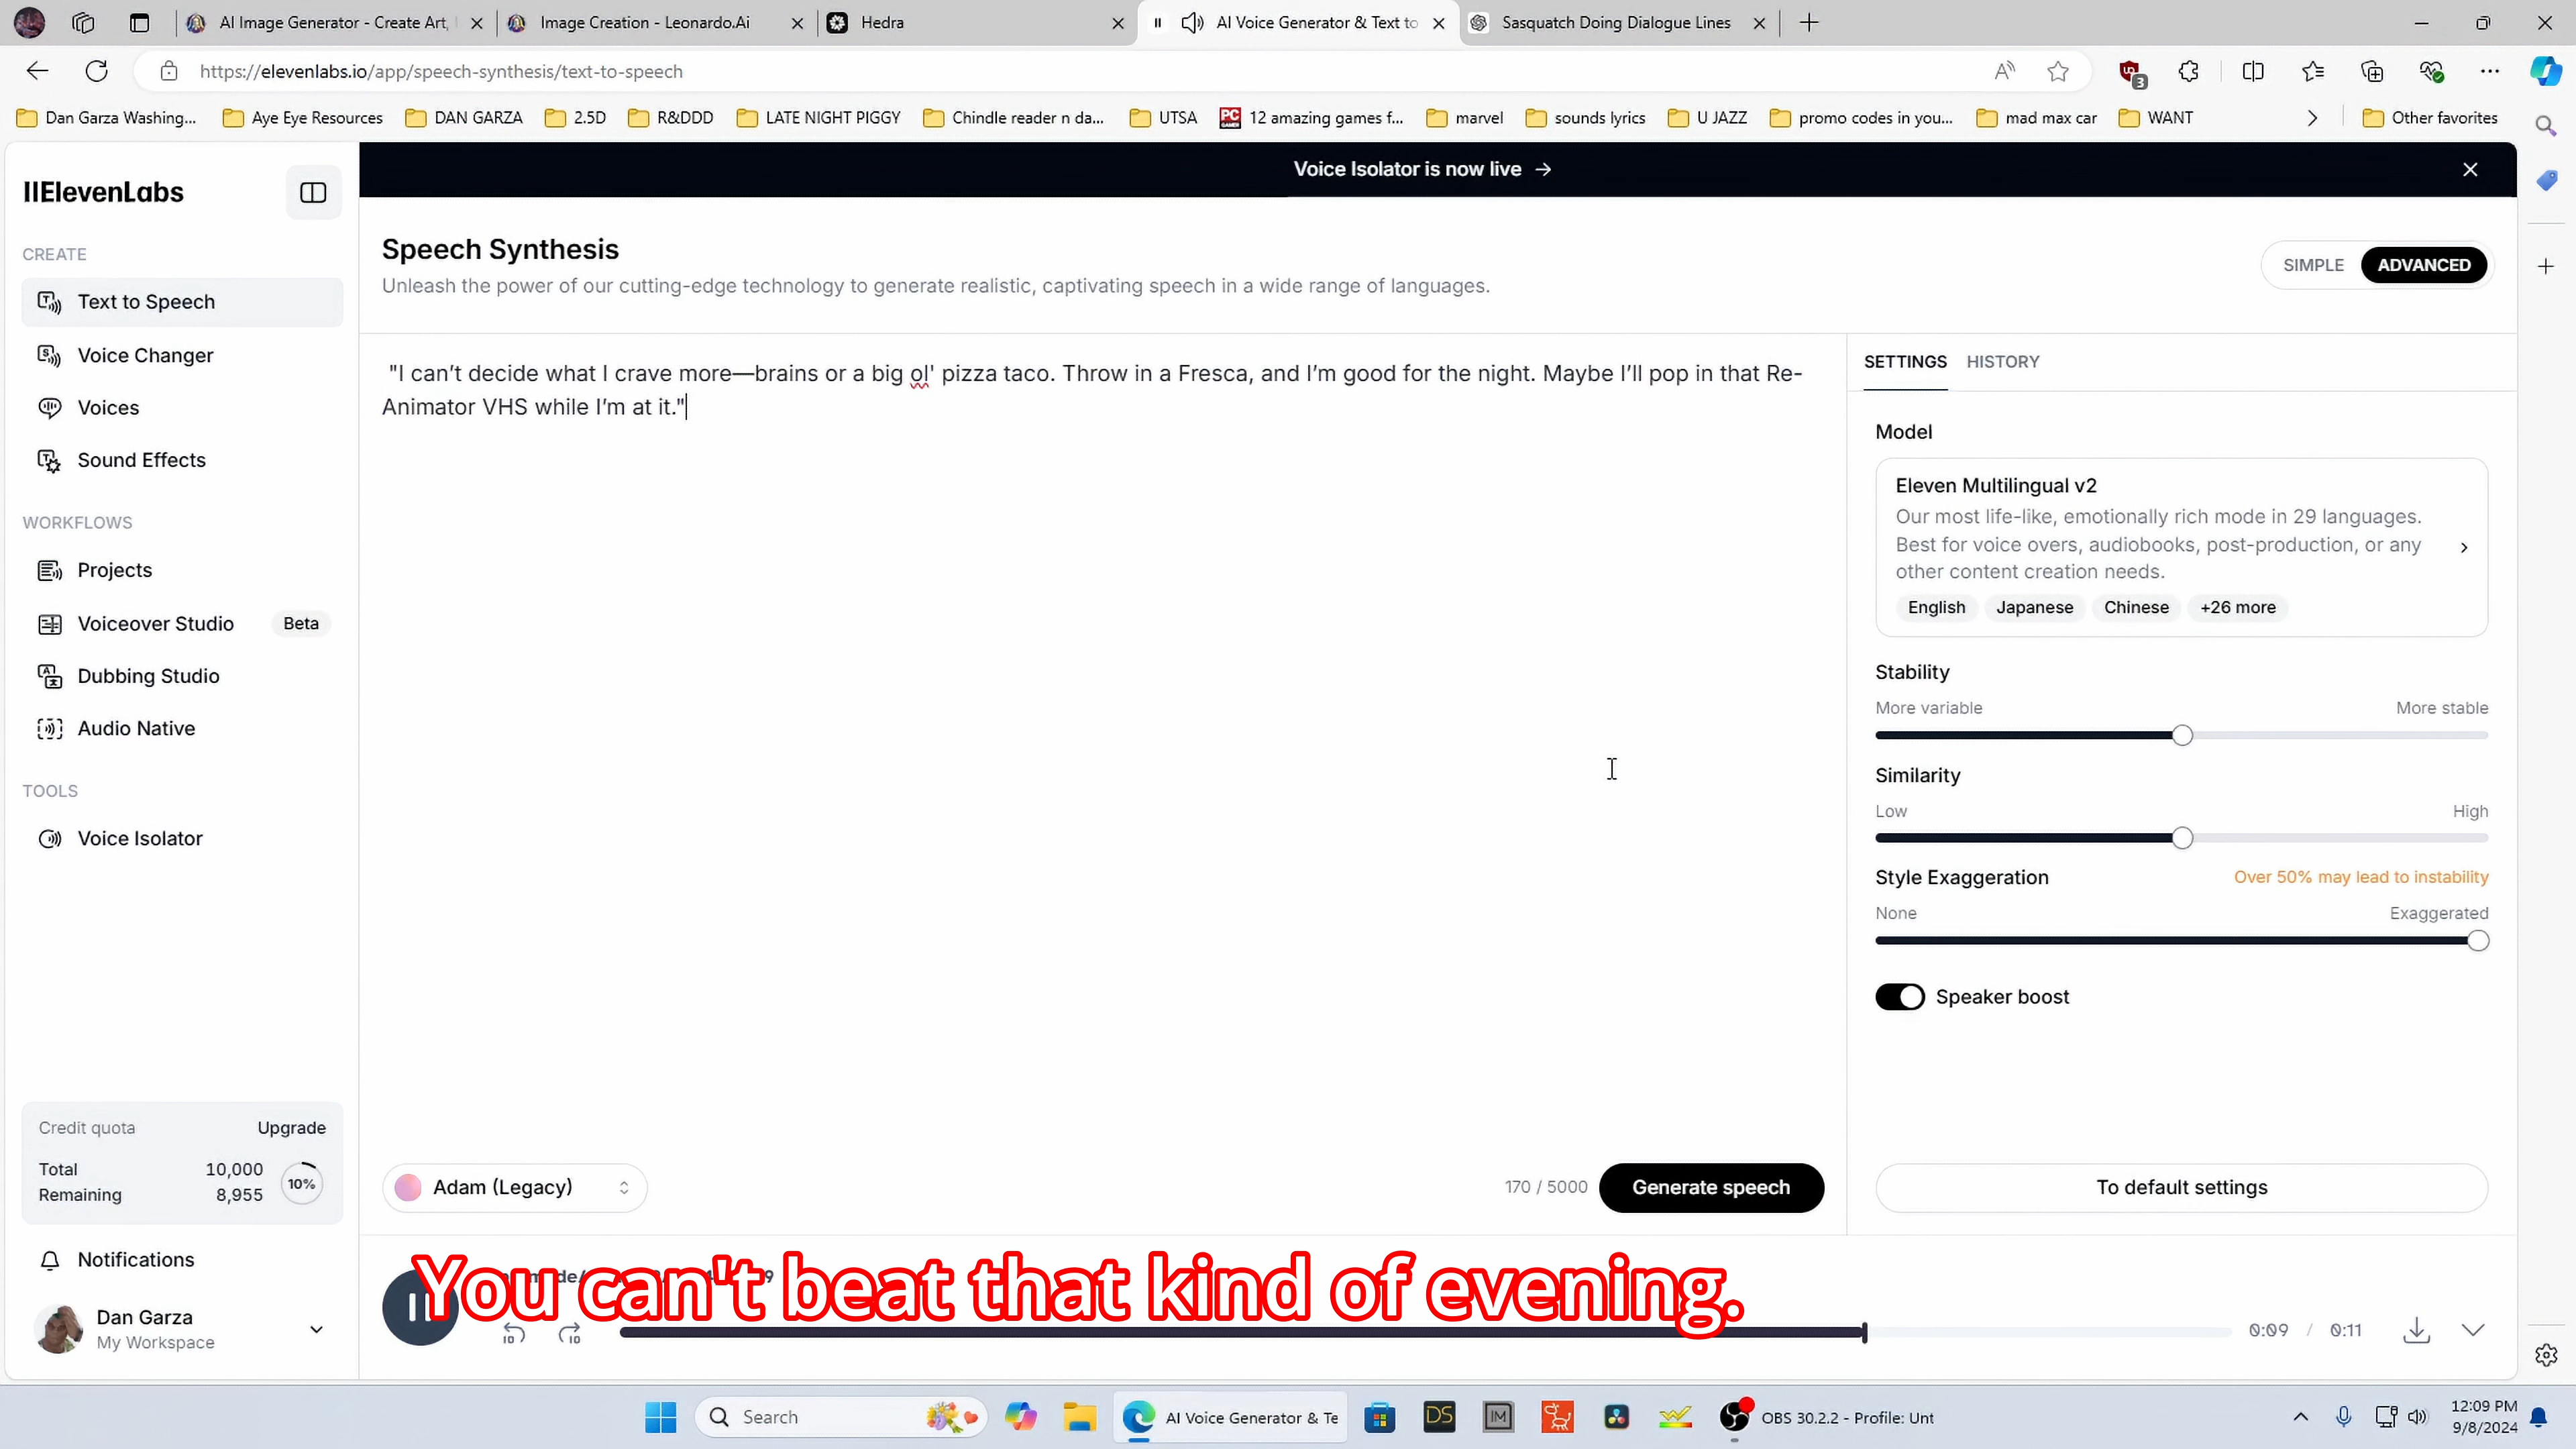 AI Image Generator - Create Art,
Image Creation - Leonardo.Ai
Hedra
AI Voice Generator & Text to
Sasquatch Doing Dialogue Lines
https://elevenlabs.io/app/speech-synthesis/text-to-speech
3
Dan Garza Washing...
Aye Eye Resources
DAN GARZA
2.5D
R&DDD
LATE NIGHT PIGGY
Chindle reader n da...
UTSA
12 amazing games f...
marvel
sounds lyrics
U JAZZ
promo codes in you...
mad max car
WANT
Other favorites
IIElevenLabs
Voice Isolator is now live →
CREATE
Text to Speech
Voice Changer
Voices
Sound Effects
WORKFLOWS
Projects
Voiceover Studio
Beta
Dubbing Studio
Audio Native
TOOLS
Voice Isolator
Speech Synthesis
Unleash the power of our cutting-edge technology to generate realistic, captivating speech in a wide range of languages.
SIMPLE
ADVANCED
"I can’t decide what I crave more—brains or a big ol' pizza taco. Throw in a Fresca, and I’m good for the night. Maybe I’ll pop in that Re-
Animator VHS while I’m at it."
SETTINGS
HISTORY
Model
Eleven Multilingual v2
Our most life-like, emotionally rich mode in 29 languages.
Best for voice overs, audiobooks, post-production, or any
other content creation needs.
English
Japanese
Chinese
+26 more
Stability
More variable
More stable
Similarity
Low
High
Style Exaggeration
Over 50% may lead to instability
None
Exaggerated
Speaker boost
To default settings
Credit quota
Upgrade
Total 10,000
Remaining 8,955
10%
Adam (Legacy)
170 / 5000
Generate speech
Notifications
Dan Garza
My Workspace
You can't beat that kind of evening.
10
10
0:09 / 0:11
Search
AI Voice Generator & Te
DS
IM
OBS 30.2.2 - Profile: Unt
12:09 PM
9/8/2024